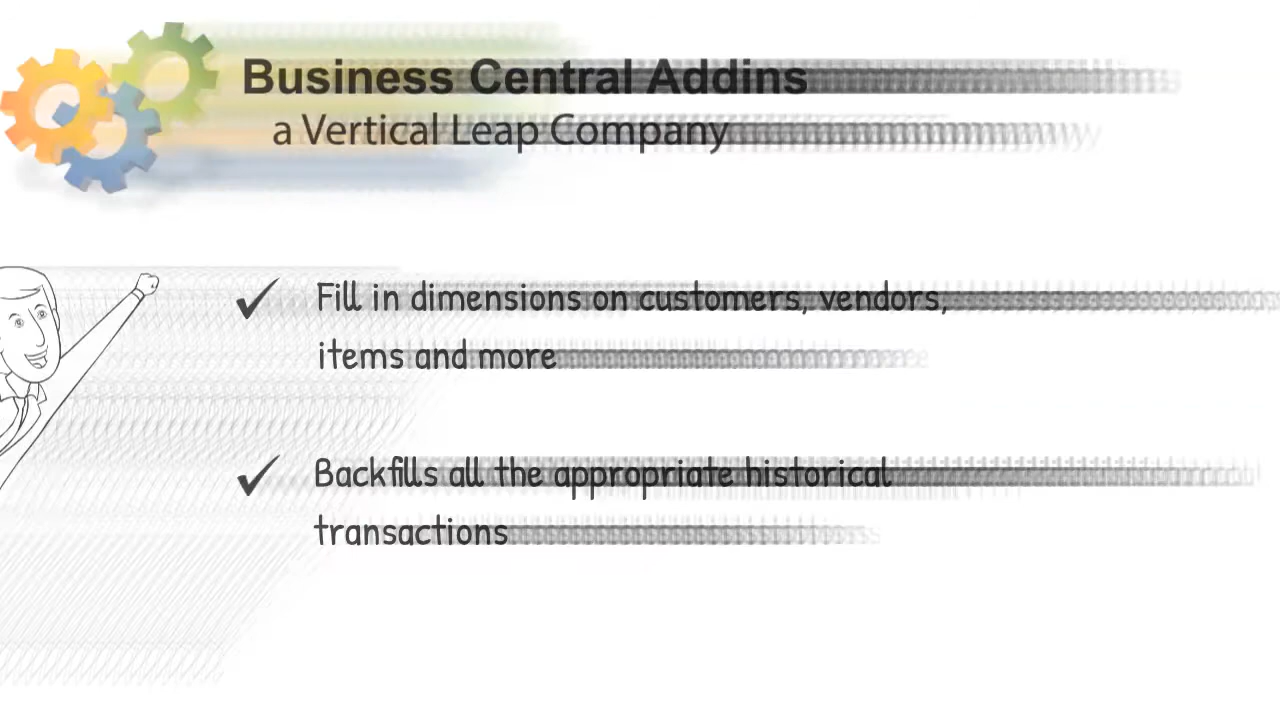 Business Central Addins
a Vertical Leap Company
Fill in dimensions on customers, vendors,
items and more
Backfills all the appropriate historical
transactions